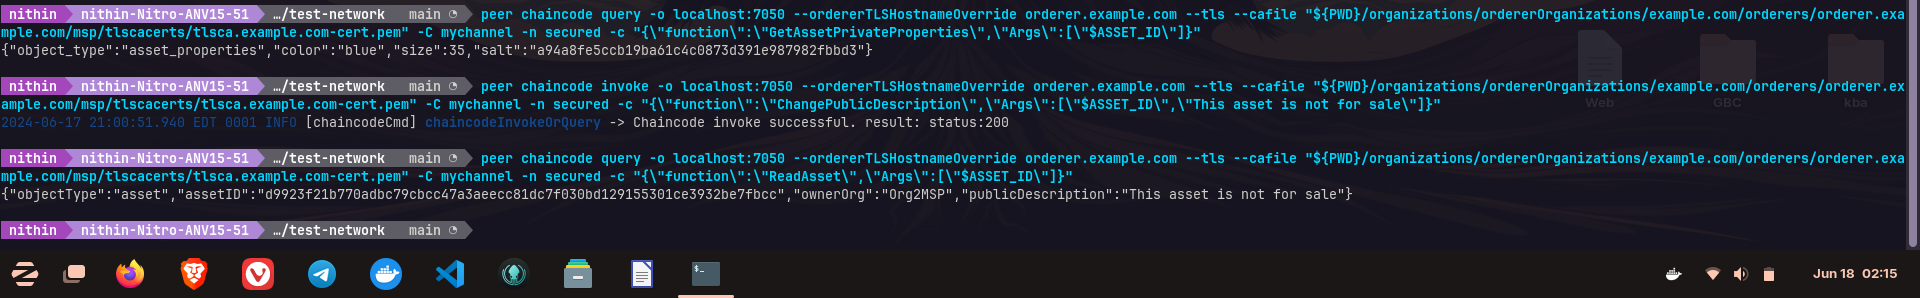 nithin nithin-Nitro-ANV15-51 …/test-network main peer chaincode query -o localhost:7050 --ordererTLSHostnameOverride orderer.example.com --tls --cafile "${PWD}/organizations/ordererOrganizations/example.com/orderers/orderer.exa
mple.com/msp/tlscacerts/tlsca.example.com-cert.pem" -C mychannel -n secured -c "{\"function\":\"GetAssetPrivateProperties\",\"Args\":[\"$ASSET_ID\"]}"
{"object_type":"asset_properties","color":"blue","size":35,"salt":"a94a8fe5ccb19ba61c4c0873d391e987982fbbd3"}
nithin nithin-Nitro-ANV15-51 …/test-network main peer chaincode invoke -o localhost:7050 --ordererTLSHostnameOverride orderer.example.com --tls --cafile "${PWD}/organizations/ordererOrganizations/example.com/orderers/orderer.ex
ample.com/msp/tlscacerts/tlsca.example.com-cert.pem" -C mychannel -n secured -c "{\"function\":\"ChangePublicDescription\",\"Args\":[\"$ASSET_ID\",\"This asset is not for sale\"]}"
Web GBC kba
2024-06-17 21:00:51.940 EDT 0001 INFO [chaincodeCmd] chaincodeInvokeOrQuery -> Chaincode invoke successful. result: status:200
nithin nithin-Nitro-ANV15-51 …/test-network main peer chaincode query -o localhost:7050 --ordererTLSHostnameOverride orderer.example.com --tls --cafile "${PWD}/organizations/ordererOrganizations/example.com/orderers/orderer.exa
mple.com/msp/tlscacerts/tlsca.example.com-cert.pem" -C mychannel -n secured -c "{\"function\":\"ReadAsset\",\"Args\":[\"$ASSET_ID\"]}"
{"objectType":"asset","assetID":"d9923f21b770adbc79cbcc47a3aeecc81dc7f030bd129155301ce3932be7fbcc","ownerOrg":"Org2MSP","publicDescription":"This asset is not for sale"}
nithin nithin-Nitro-ANV15-51 …/test-network main
Jun 18 02:15